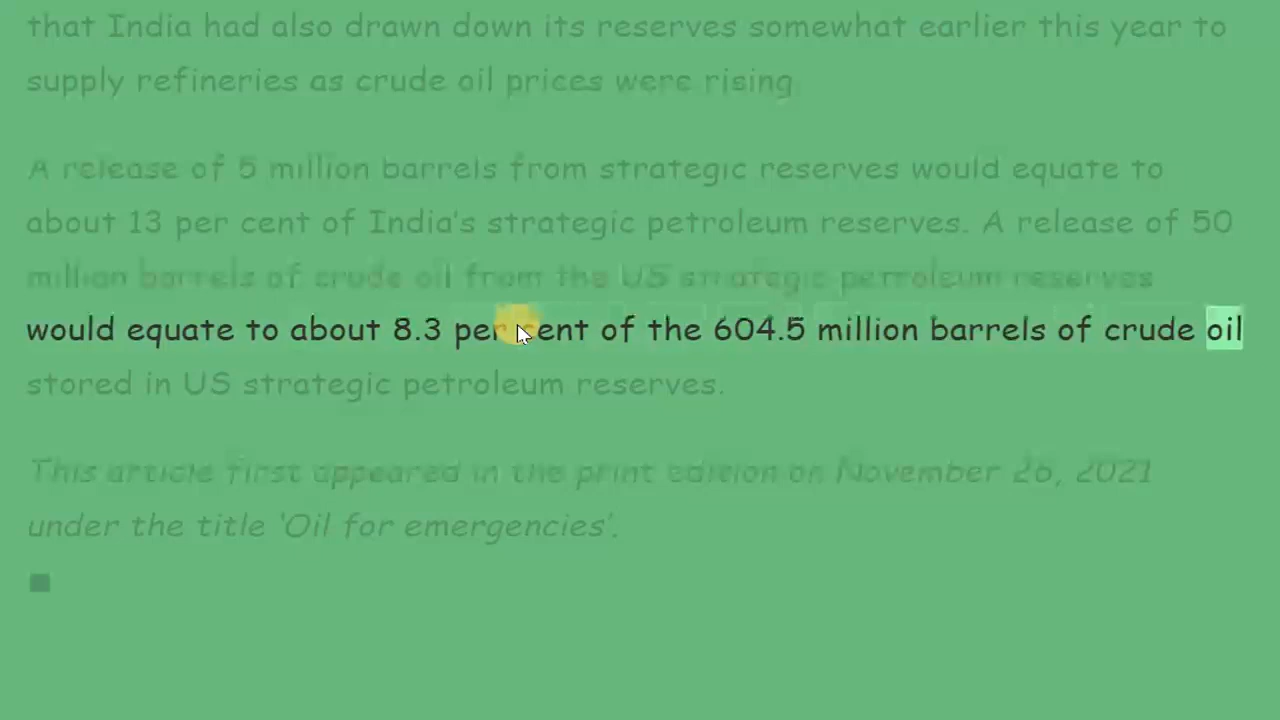 that India had also drawn down its reserves somewhat earlier this year to
supply refineries as crude oil prices were rising.
A release of 5 million barrels from strategic reserves would equate to
about 13 per cent of India's strategic petroleum reserves. A release of 50
million barrels of crude oil from the US strategic petroleum reserves
would equate to about 8.3 per cent of the 604.5 million barrels of crude oil
stored in US strategic petroleum reserves.
This article first appeared in the print edition on November 26, 2021
under the title ‘Oil for emergencies’.